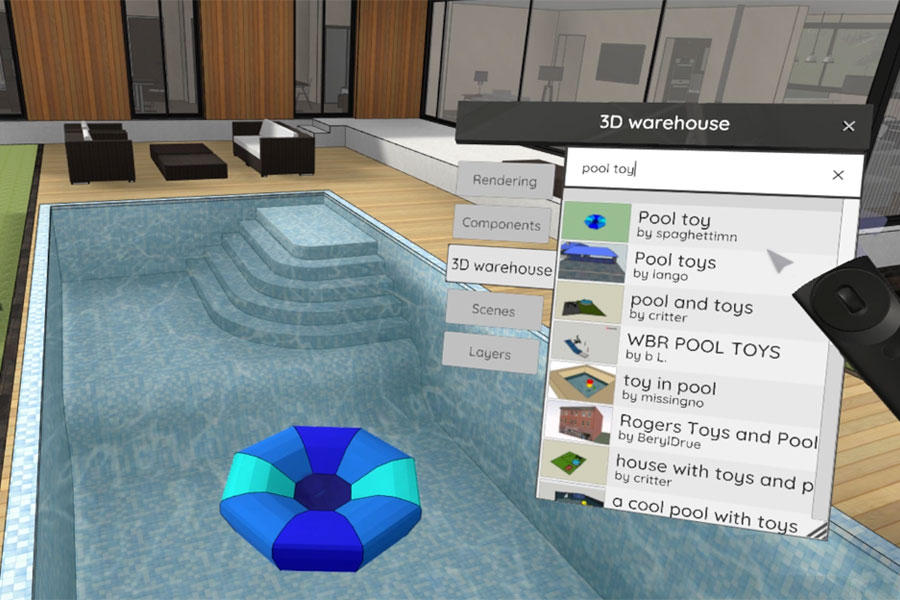 3D warehouse
pool toy
Rendering
Components
3D warehouse
Scenes
Layers
Pool toy
by spaghettimn
Pool toys
by iango
pool and toys
by critter
WBR POOL TOYS
by b L.
toy in pool
by missingno
Rogers Toys and Pool
by BerylDrue
house with toys and p
by critter
a cool pool with toys